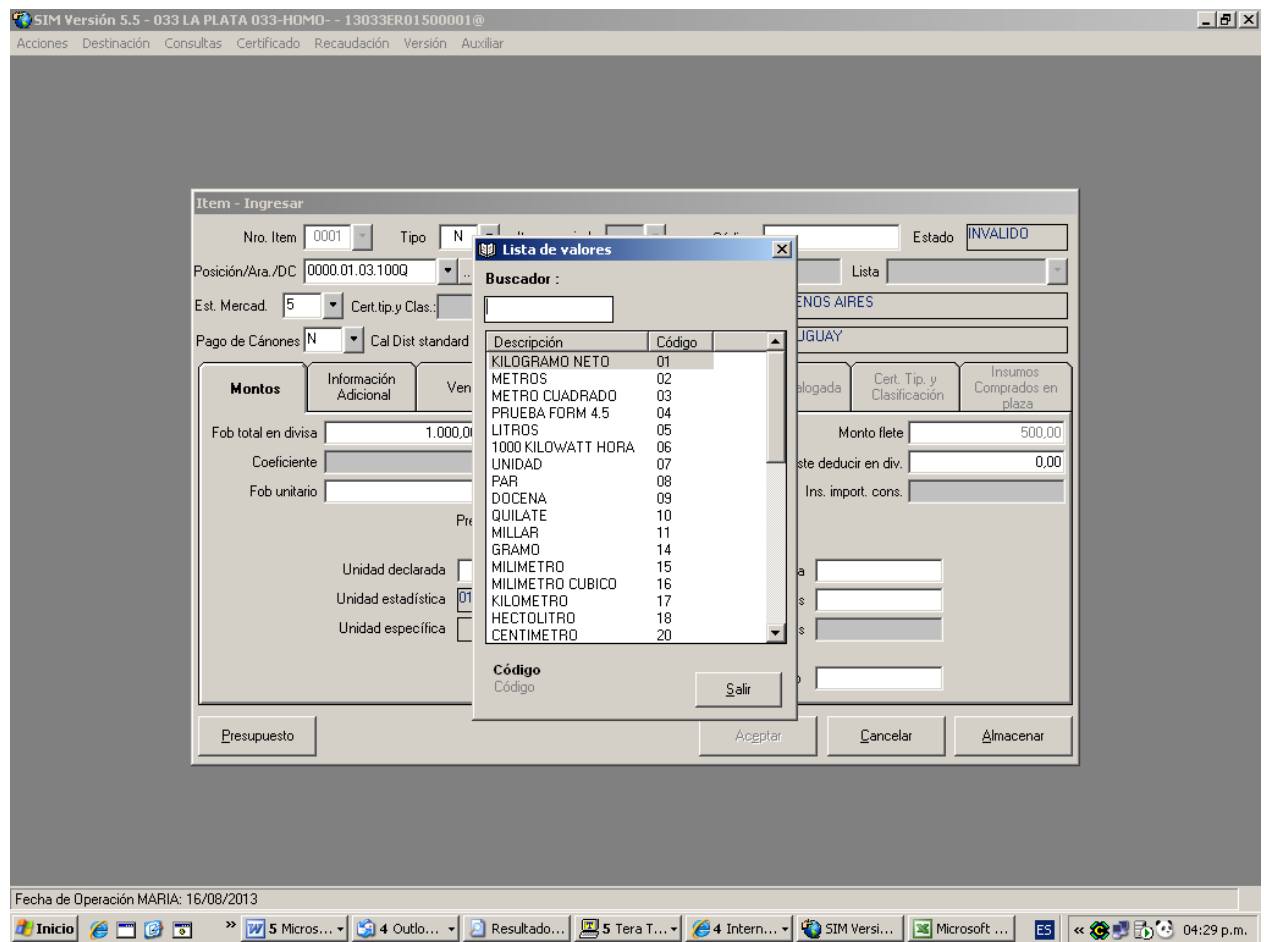 SIM Versión 5.5 - 033 LA PLATA 033-HOMO- - 13033ER01500001@
Acciones Destinación Consultas Certificado Recaudación Versión Auxiliar
Item - Ingresar
Nro. Item 0001 Tipo N Estado INVALIDO
Posición/Ara./DC 0000.01.03.100Q ... Lista
Est. Mercad. 5 Cert.tip.y Clas.: ENOS AIRES
Pago de Cánones N Cal Dist standard UGUAY
Montos Información Adicional Ven alogada Cert. Tip. y Clasificación Insumos Comprados en plaza
Fob total en divisa 1.000,00 Monto flete 500,00
Coeficiente ste deducir en div. 0,00
Fob unitario Ins. import. cons.
Pre
Unidad declarada a
Unidad estadística 01 s
Unidad específica s
Lista de valores
Buscador :
Descripción Código
KILOGRAMO NETO 01
METROS 02
METRO CUADRADO 03
PRUEBA FORM 4.5 04
LITROS 05
1000 KILOWATT HORA 06
UNIDAD 07
PAR 08
DOCENA 09
QUILATE 10
MILLAR 11
GRAMO 14
MILIMETRO 15
MILIMETRO CUBICO 16
KILOMETRO 17
HECTOLITRO 18
CENTIMETRO 20
Código
Código
Salir
Presupuesto Aceptar Cancelar Almacenar
Fecha de Operación MARIA: 16/08/2013
Inicio » 5 Micros... 4 Outlo... Resultado... 5 Tera T... 4 Intern... SIM Versi... Microsoft ... ES « 04:29 p.m.